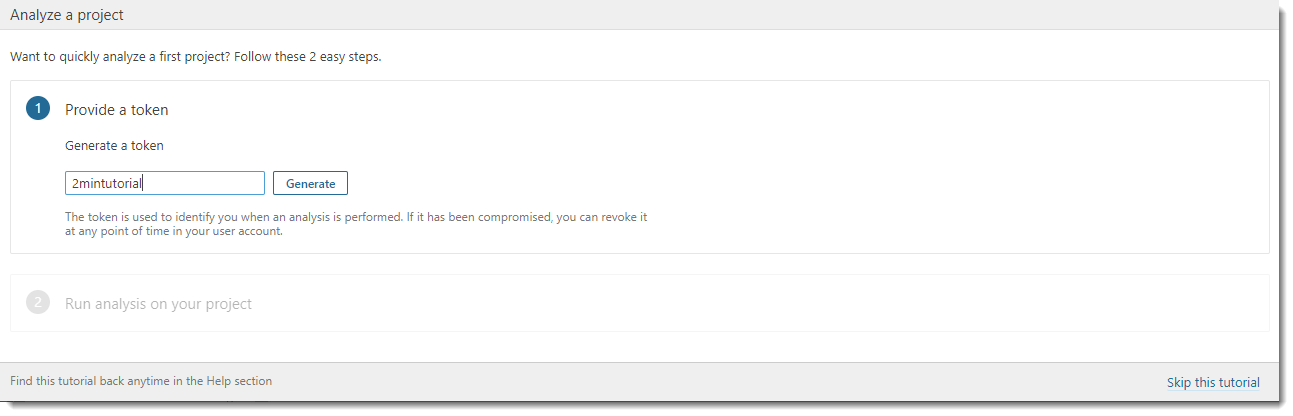 Analyze a project
Want to quickly analyze a first project? Follow these 2 easy steps.
1 Provide a token
Generate a token
2mintutorial Generate
The token is used to identify you when an analysis is performed. If it has been compromised, you can revoke it
at any point of time in your user account.
2 Run analysis on your project
Find this tutorial back anytime in the Help section Skip this tutorial